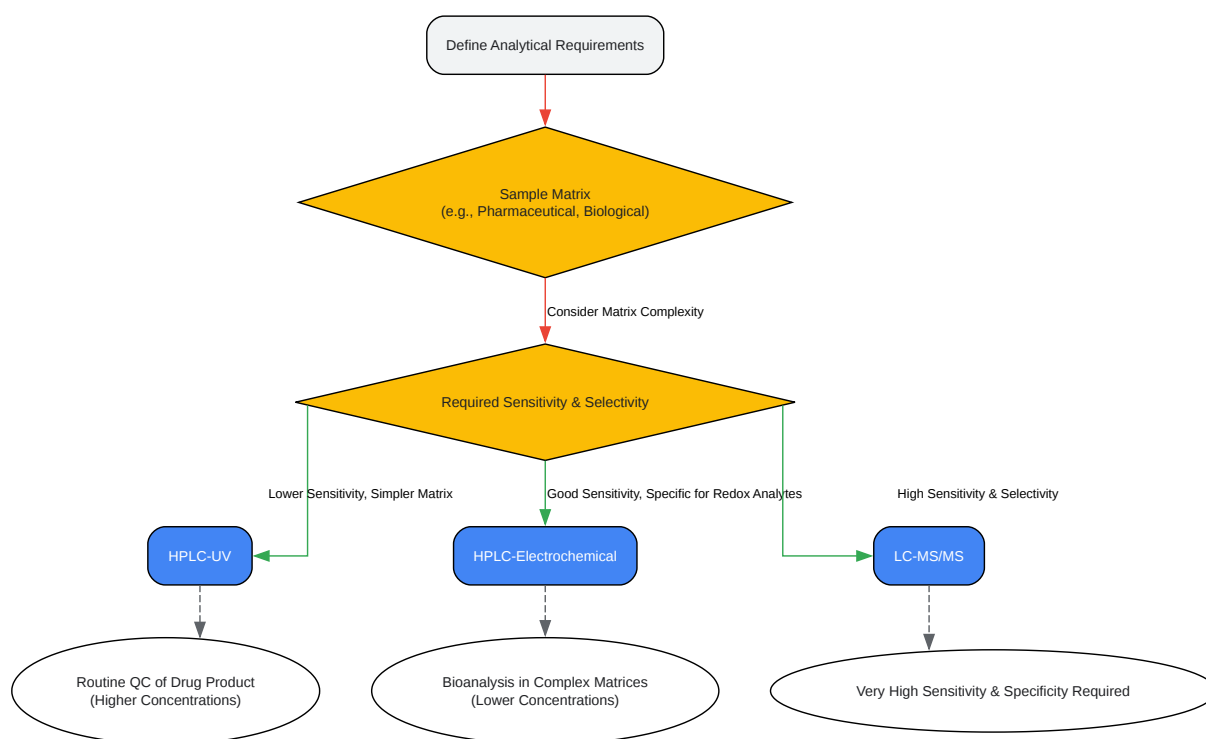 Define Analytical Requirements
Sample Matrix
(e.g., Pharmaceutical, Biological)
Consider Matrix Complexity
Required Sensitivity & Selectivity
Lower Sensitivity, Simpler Matrix
Good Sensitivity, Specific for Redox Analytes
High Sensitivity & Selectivity
HPLC-UV
HPLC-Electrochemical
LC-MS/MS
Routine QC of Drug Product
(Higher Concentrations)
Bioanalysis in Complex Matrices
(Lower Concentrations)
Very High Sensitivity & Specificity Required